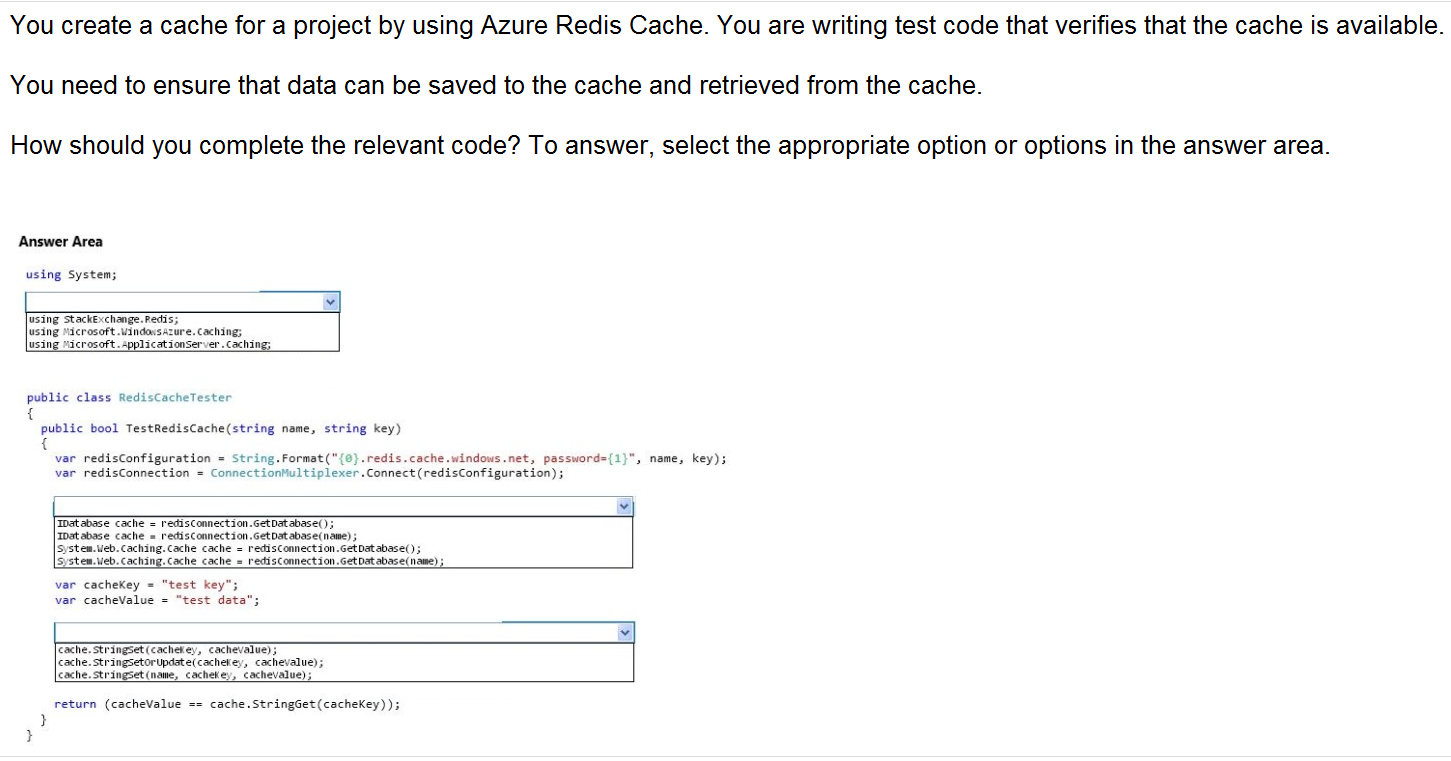 You create a cache for a project by using Azure Redis Cache. You are writing test code that verifies that the cache is available.
You need to ensure that data can be saved to the cache and retrieved from the cache.
How should you complete the relevant code? To answer, select the appropriate option or options in the answer area.
Answer Area
using System;
using StackExchange.Redis;
using Microsoft.WindowsAzure.Caching;
using Microsoft.ApplicationServer.Caching;
public class RedisCacheTester
{
public bool TestRedisCache(string name, string key)
{
var redisConfiguration = String.Format("{0}.redis.cache.windows.net, password={1}", name, key);
var redisConnection = ConnectionMultiplexer.Connect(redisConfiguration);
IDatabase cache = redisConnection.GetDatabase();
IDatabase cache = redisConnection.GetDatabase(name);
System.Web.Caching.Cache cache = redisConnection.GetDatabase();
System.Web.Caching.Cache cache = redisConnection.GetDatabase(name);
var cacheKey = "test key";
var cacheValue = "test data";
cache.StringSet(cacheKey, cacheValue);
cache.StringSetOrUpdate(cacheKey, cacheValue);
cache.StringSet(name, cacheKey, cacheValue);
return (cacheValue == cache.StringGet(cacheKey));
}
}